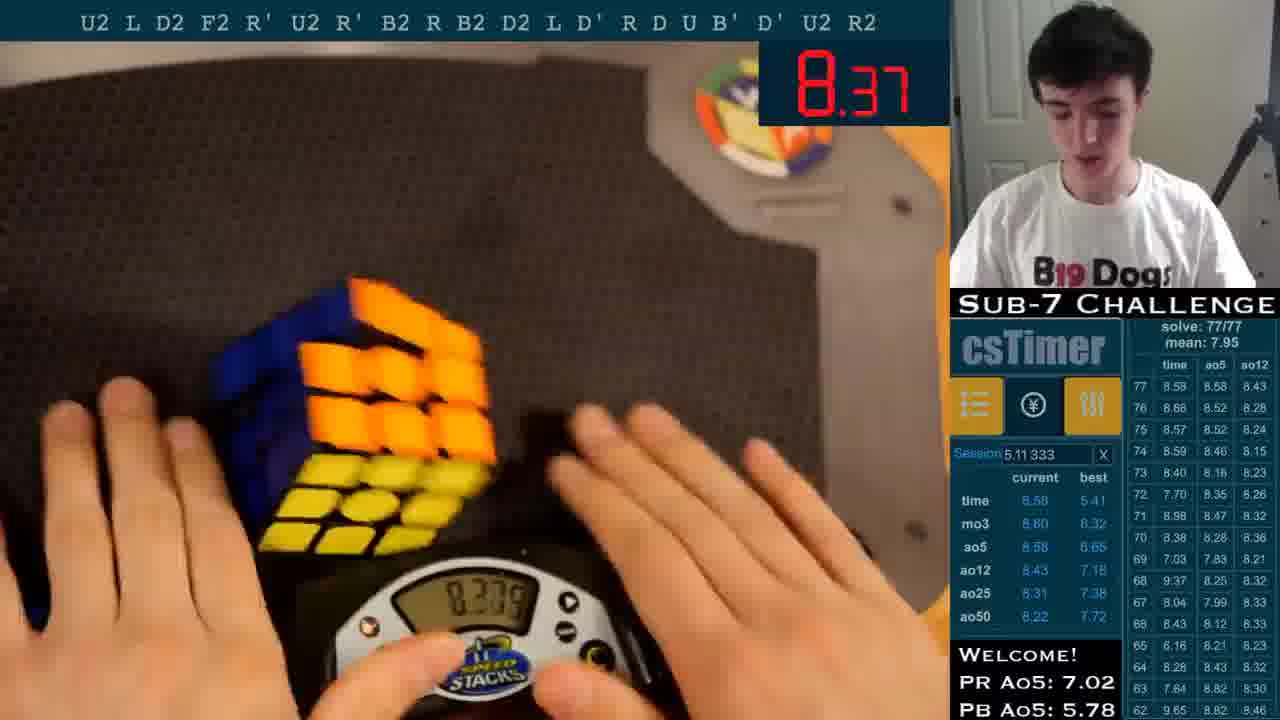 U2 L D2 F2 R' U2 R' B2 R B2 D2 L D' R D U B' D' U2 R2
8.37
B19 Dogs
SUB-7 CHALLENGE
csTimer
solve: 77/77
mean: 7.95
time ao5 ao12
77 8.59 8.58 8.43
76 8.68 8.52 8.28
75 8.57 8.52 8.24
74 8.59 8.46 8.15
73 8.40 8.16 8.23
72 7.70 8.35 8.26
71 8.98 8.47 8.32
70 8.38 8.28 8.36
69 7.03 7.83 8.21
68 9.37 8.25 8.32
67 8.04 7.99 8.33
66 8.43 8.12 8.33
65 6.16 8.21 8.23
64 8.28 8.43 8.32
63 7.64 8.82 8.30
62 9.65 8.82 8.46
Session 5.11 333 X
current best
time 8.58 5.41
mo3 8.60 8.32
ao5 8.58 6.65
ao12 8.43 7.18
ao25 8.31 7.38
ao50 8.22 7.72
8.379
SPEED
STACKS
WELCOME!
PR AO5: 7.02
PB AO5: 5.78